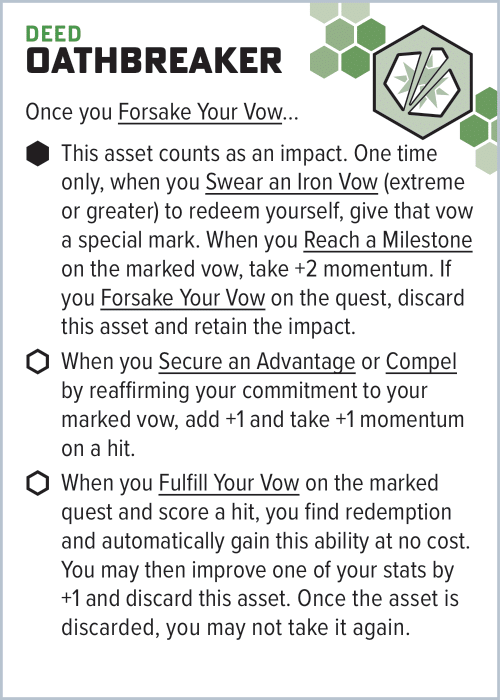 DEED
OATHBREAKER
Once you Forsake Your Vow...
This asset counts as an impact. One time
only, when you Swear an Iron Vow (extreme
or greater) to redeem yourself, give that vow
a special mark. When you Reach a Milestone
on the marked vow, take +2 momentum. If
you Forsake Your Vow on the quest, discard
this asset and retain the impact.
When you Secure an Advantage or Compel
by reaffirming your commitment to your
marked vow, add +1 and take +1 momentum
on a hit.
When you Fulfill Your Vow on the marked
quest and score a hit, you find redemption
and automatically gain this ability at no cost.
You may then improve one of your stats by
+1 and discard this asset. Once the asset is
discarded, you may not take it again.